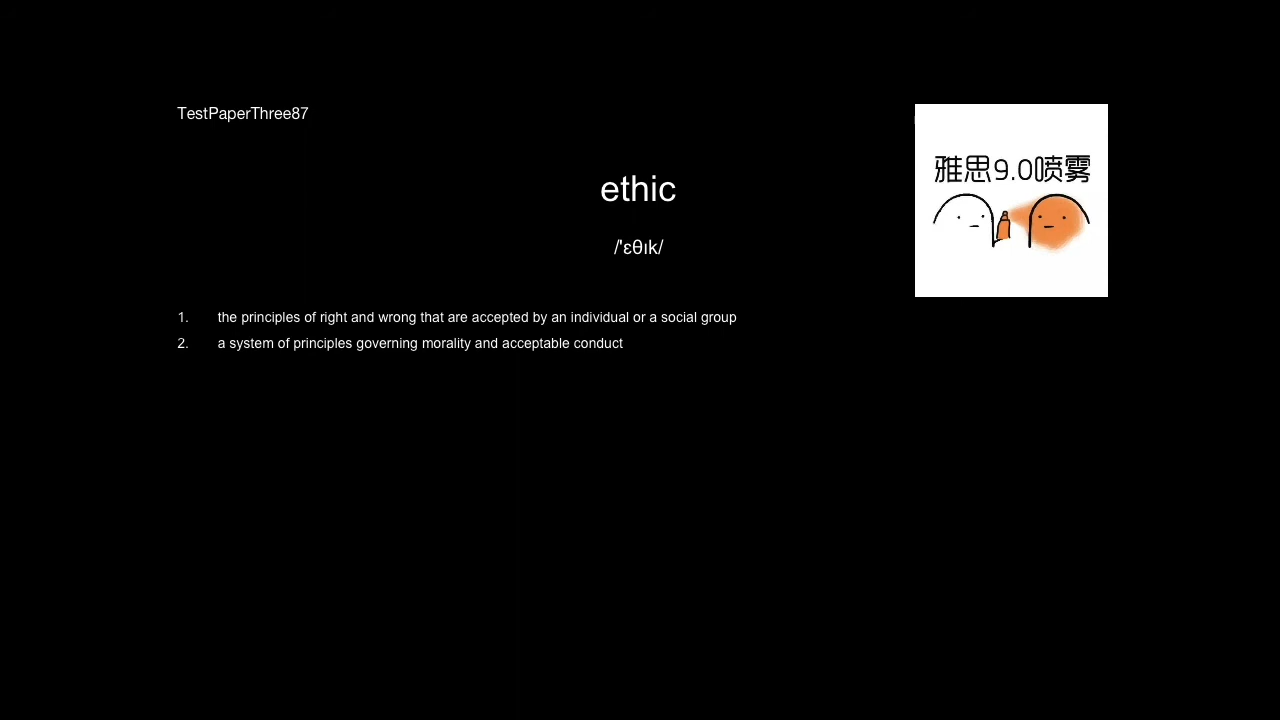 TestPaperThree87
雅思9.0喷雾
ethic
/'ɛθɪk/
1. the principles of right and wrong that are accepted by an individual or a social group
2. a system of principles governing morality and acceptable conduct